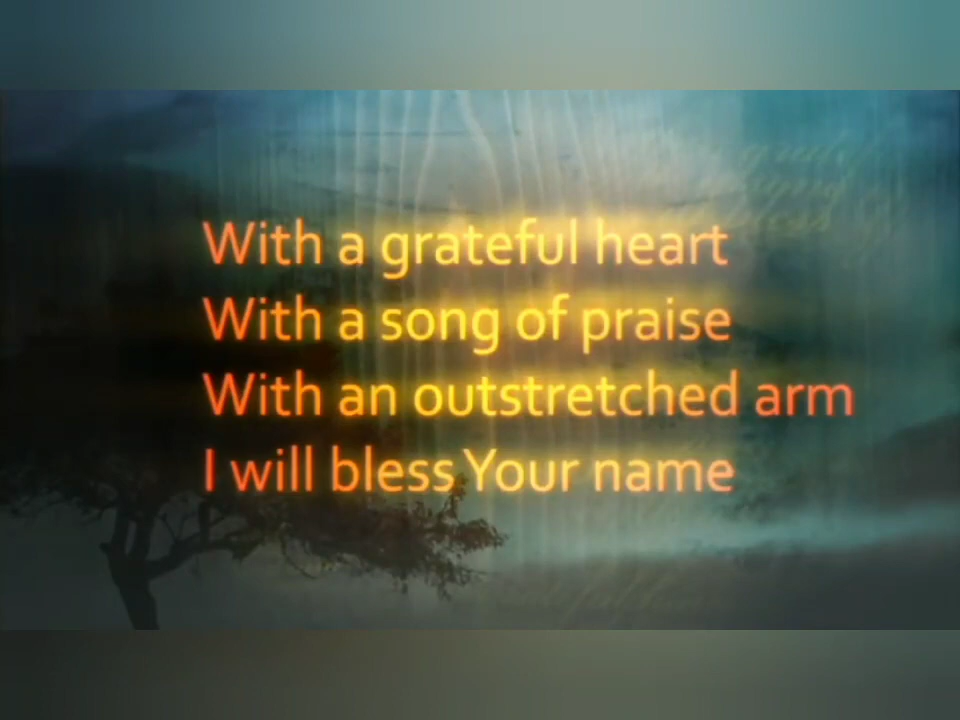 With a grateful heart
With a song of praise
With an outstretched arm
I will bless Your name